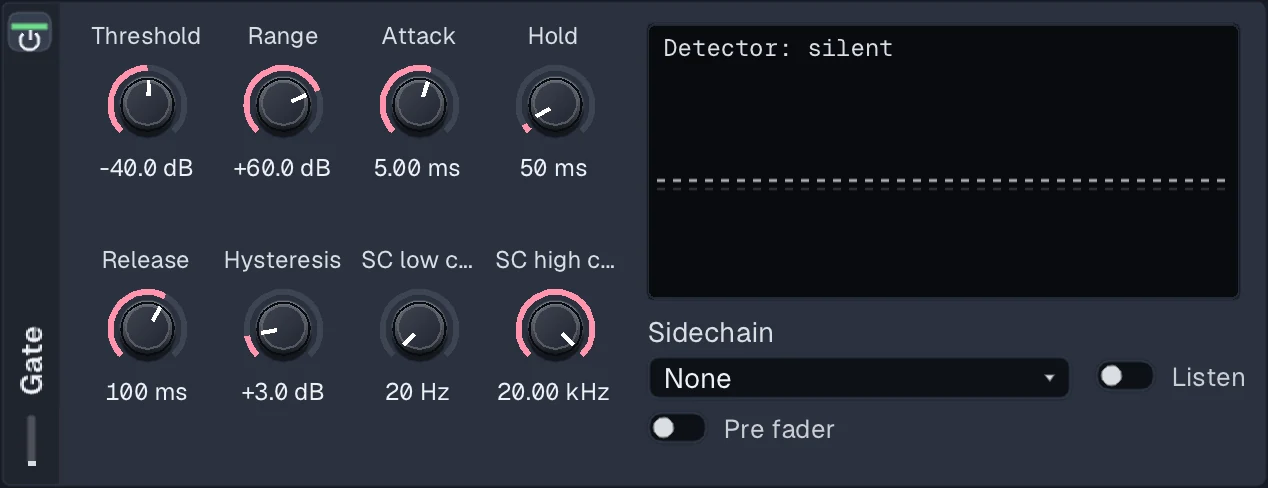 Threshold
Range
Attack
Hold
-40.0 dB
+60.0 dB
5.00 ms
50 ms
Release
Hysteresis
SC low c...
SC high c...
100 ms
+3.0 dB
20 Hz
20.00 kHz
Gate
Detector: silent
Sidechain
None
Listen
Pre fader